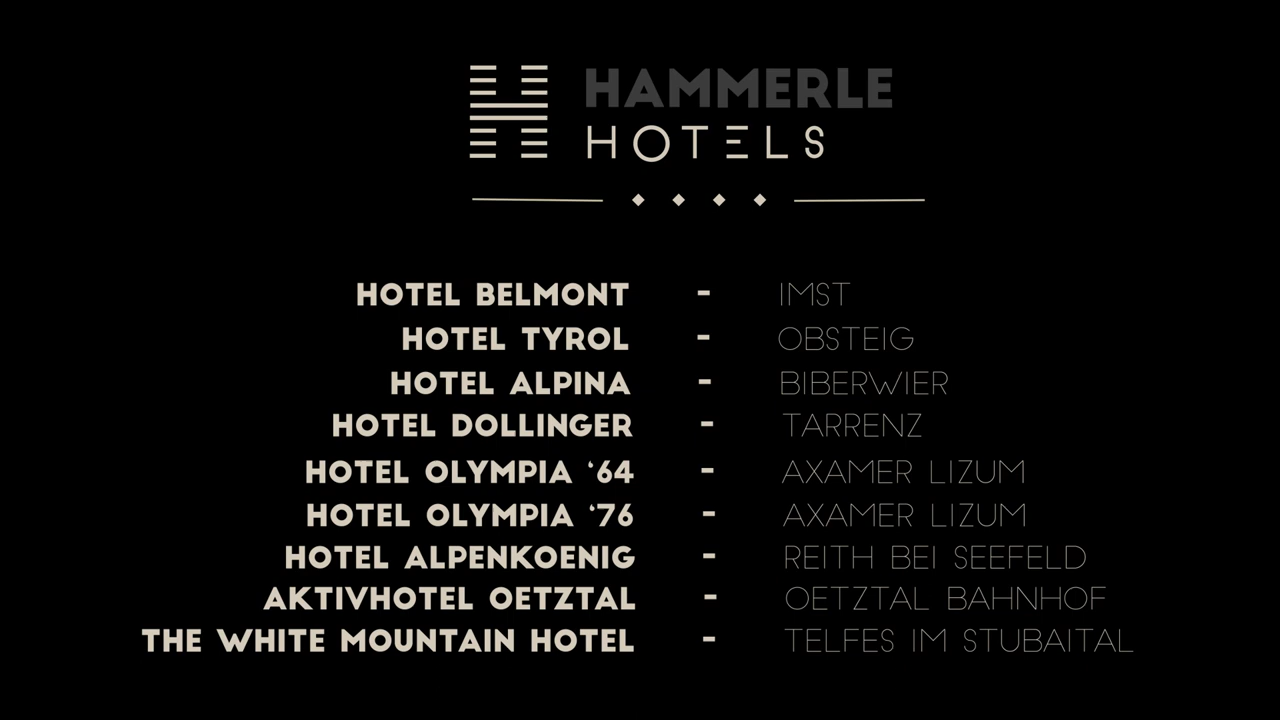 HAMMERLE
HOTELS
HOTEL BELMONT - IMST
HOTEL TYROL - OBSTEIG
HOTEL ALPINA - BIBERWIER
HOTEL DOLLINGER - TARRENZ
HOTEL OLYMPIA ‘64 - AXAMER LIZUM
HOTEL OLYMPIA ‘76 - AXAMER LIZUM
HOTEL ALPENKOENIG - REITH BEI SEEFELD
AKTIVHOTEL OETZTAL - OETZTAL BAHNHOF
THE WHITE MOUNTAIN HOTEL - TELFES IM STUBAITAL